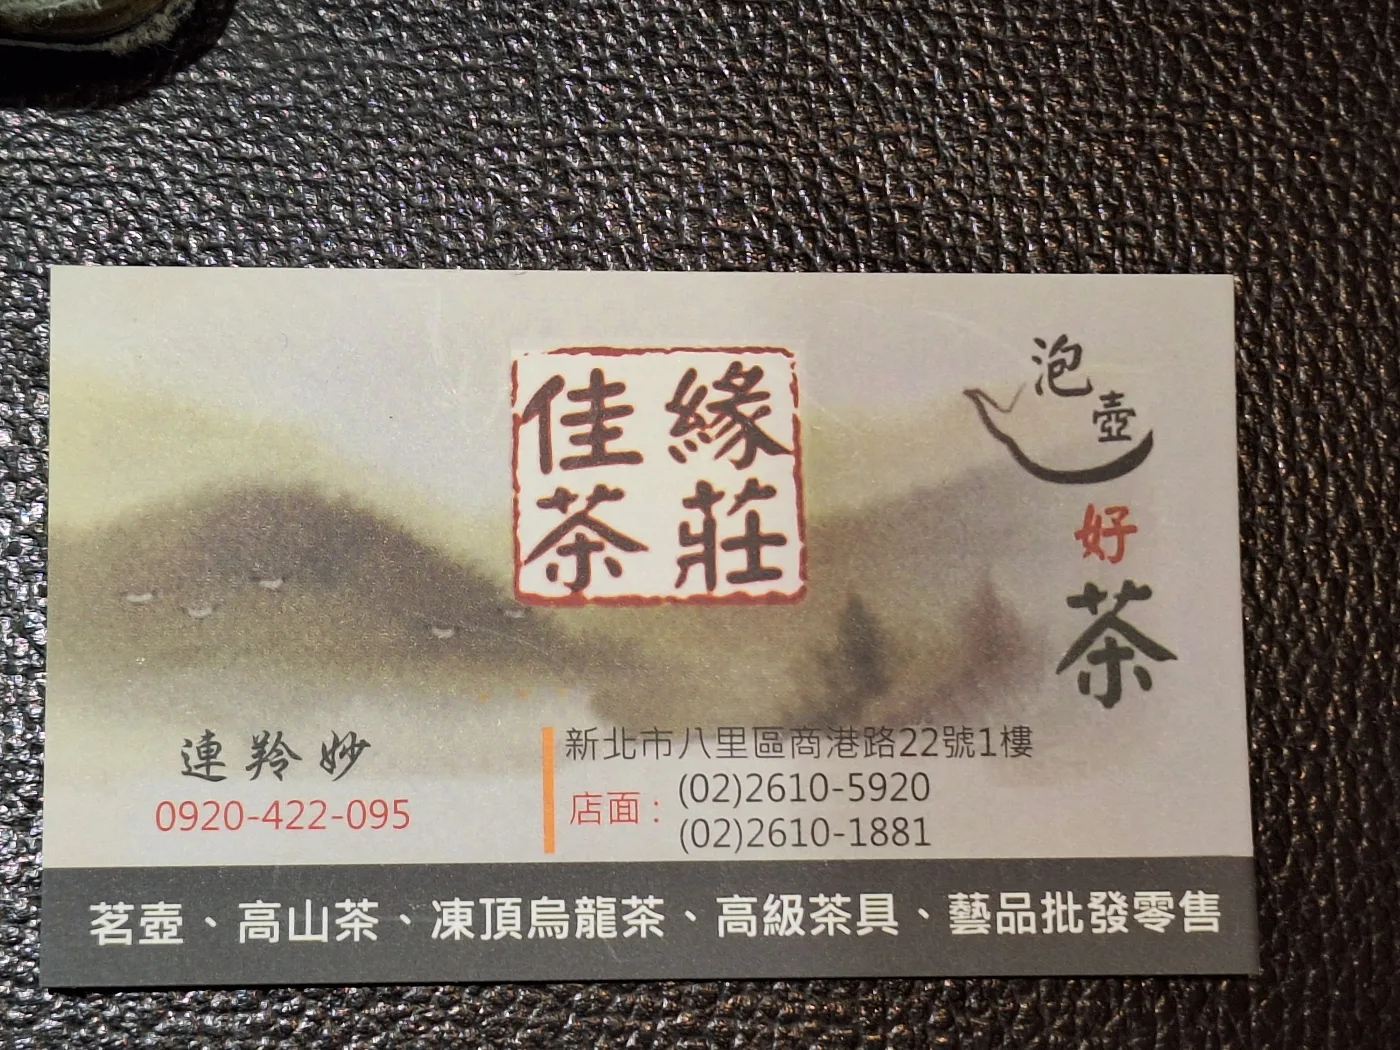 佳緣
茶莊
泡
壺
好
茶
連羚妙
0920-422-095
新北市八里區商港路22號1樓
店面：
(02)2610-5920
(02)2610-1881
茗壺、高山茶、凍頂烏龍茶、高級茶具、藝品批發零售